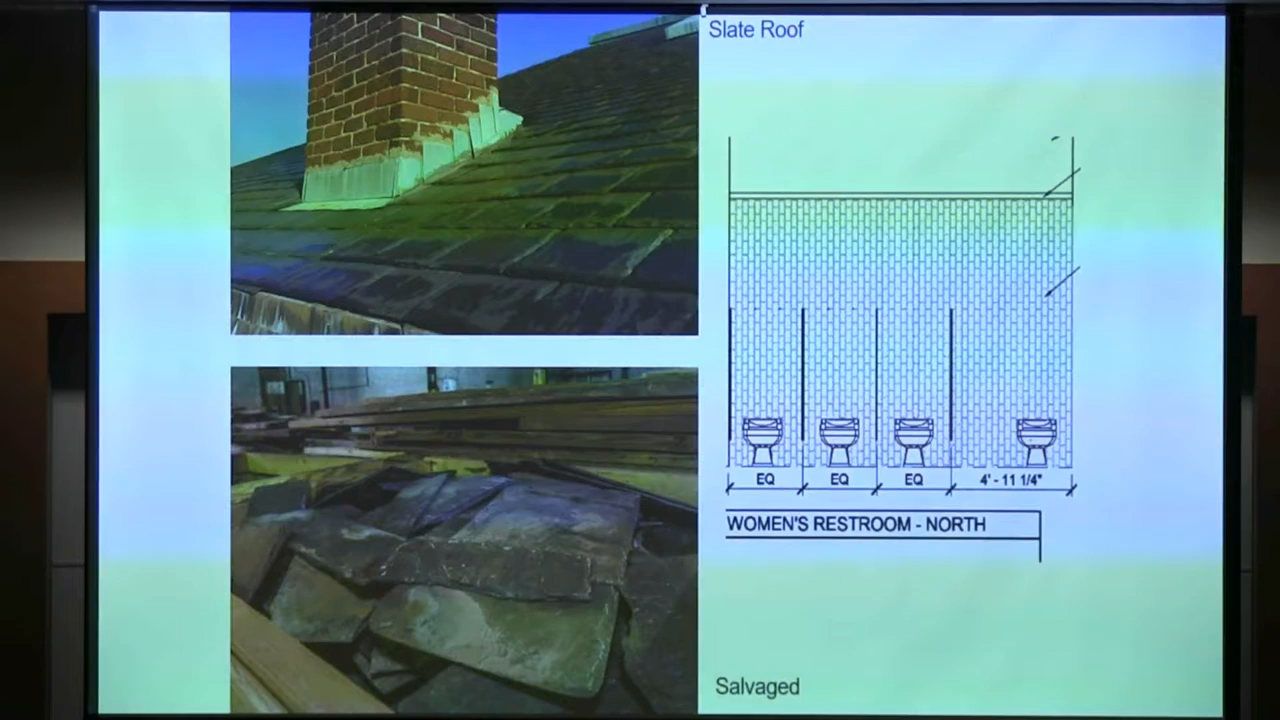 Slate Roof
EQ EQ EQ 4' - 11 1/4"
WOMEN'S RESTROOM - NORTH
Salvaged